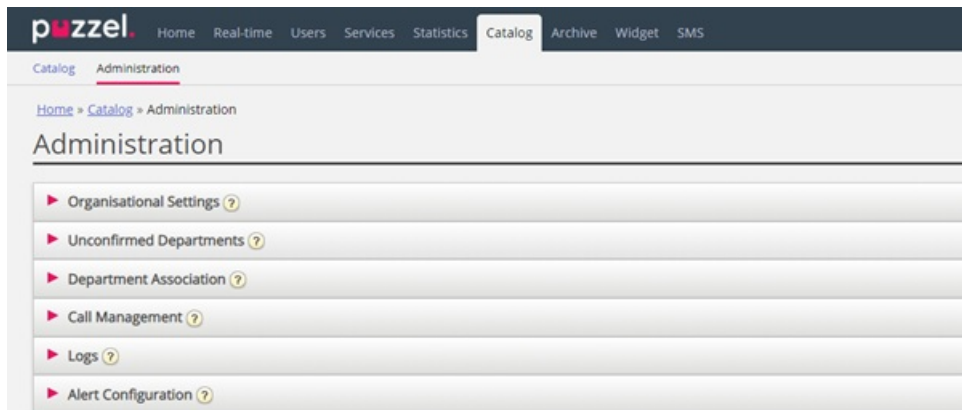 puzzel. Home Real-time Users Services Statistics Catalog Archive Widget SMS
Catalog Administration
Home » Catalog » Administration
Administration
Organisational Settings ?
Unconfirmed Departments ?
Department Association ?
Call Management ?
Logs ?
Alert Configuration ?